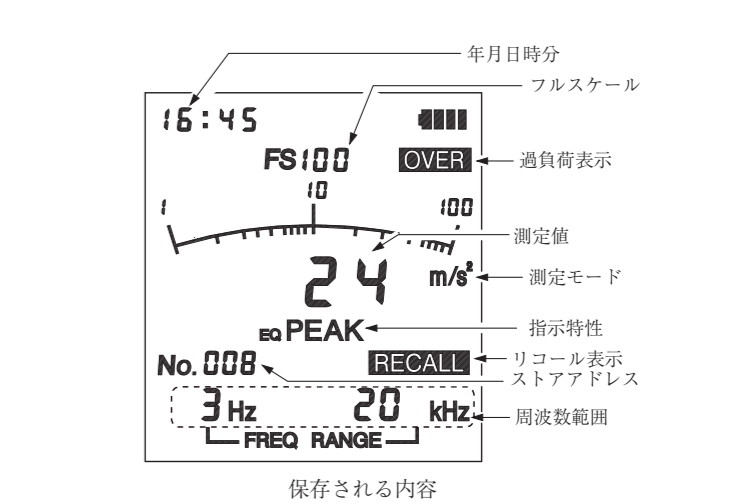 年月日時分
フルスケール
16:45
FS100
OVER
過負荷表示
10
1
100
測定値
24
m/s²
測定モード
EQ PEAK
指示特性
No. 008
RECALL
リコール表示
ストアアドレス
3 Hz
20 kHz
周波数範囲
FREQ RANGE
保存される内容